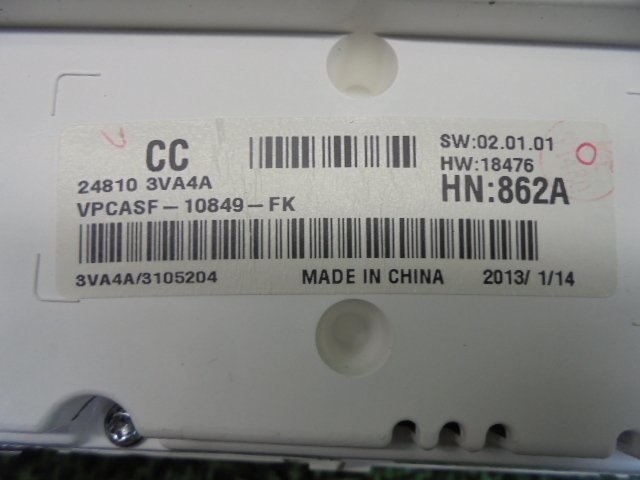 CC
SW:02.01.01
HW:18476
24810 3VA4A
HN:862A
VPCASF-10849-FK
3VA4A/3105204 MADE IN CHINA 2013/ 1/14